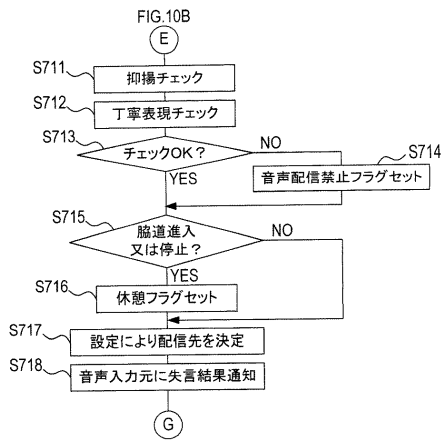 FIG.10B
E
S711
抑揚チェック
S712
丁寧表現チェック
S713
チェックOK?
NO
S714
音声配信禁止フラグセット
YES
S715
脇道進入
又は停止?
NO
YES
S716
休憩フラグセット
S717
設定により配信先を決定
S718
音声入力元に失言結果通知
G